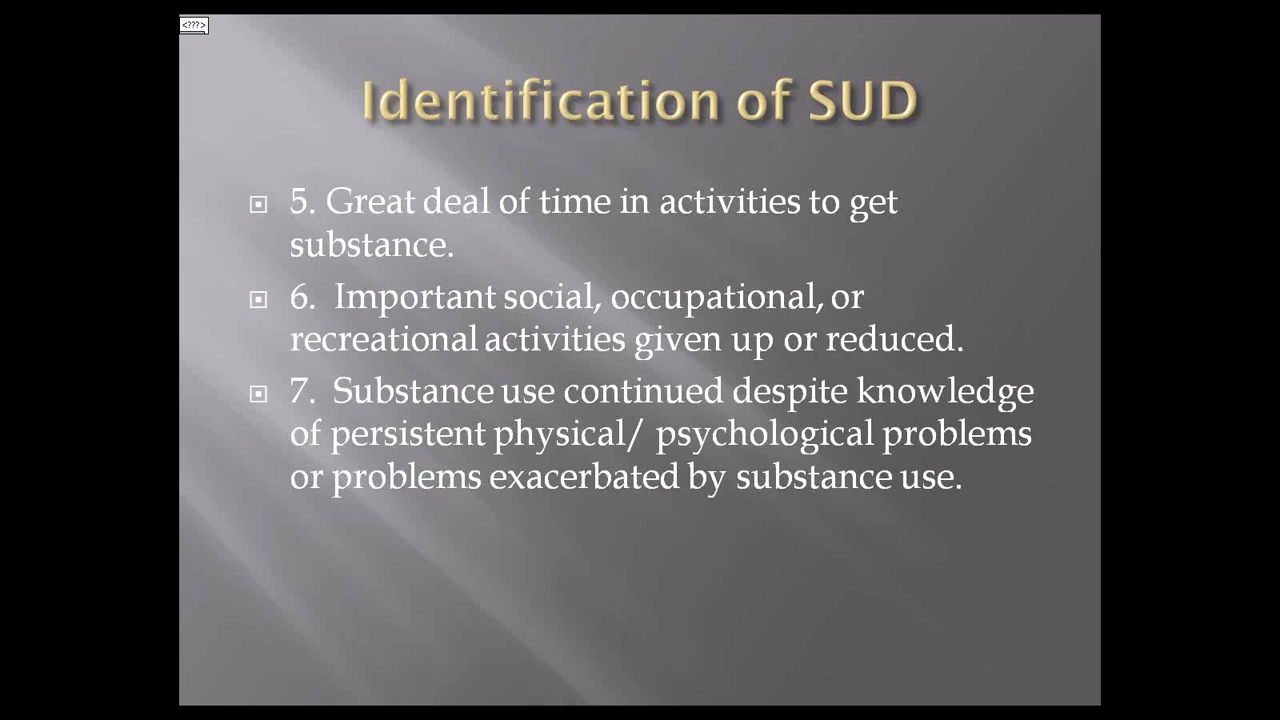 <???>
Identification of SUD
5. Great deal of time in activities to get
substance.
6. Important social, occupational, or
recreational activities given up or reduced.
7. Substance use continued despite knowledge
of persistent physical/ psychological problems
or problems exacerbated by substance use.